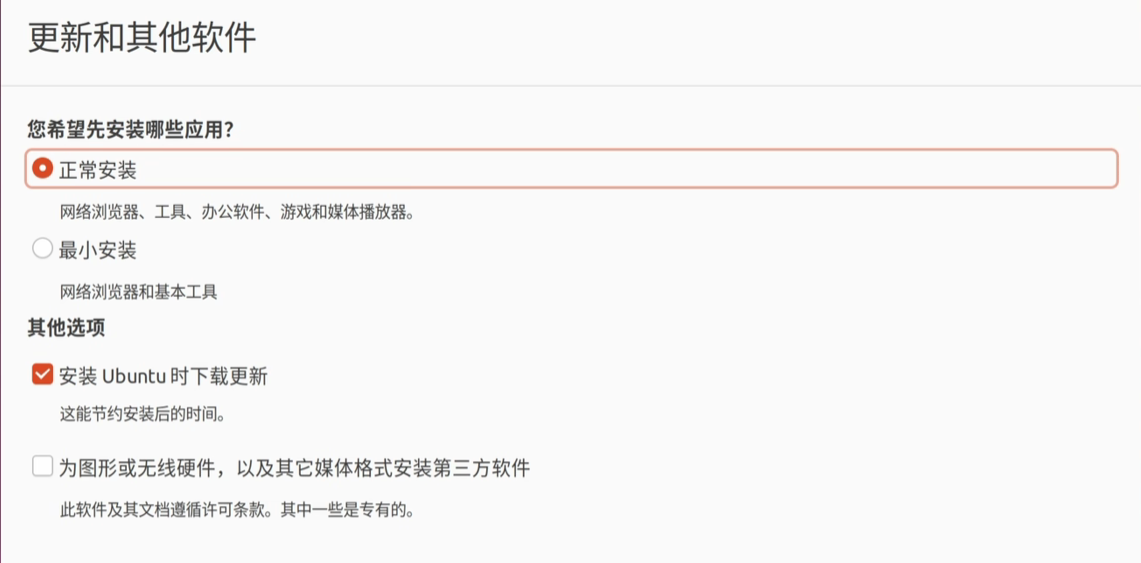 更新和其他软件
您希望先安装哪些应用?
正常安装
网络浏览器、工具、办公软件、游戏和媒体播放器。
最小安装
网络浏览器和基本工具
其他选项
安装 Ubuntu 时下载更新
这能节约安装后的时间。
为图形或无线硬件，以及其它媒体格式安装第三方软件
此软件及其文档遵循许可条款。其中一些是专有的。